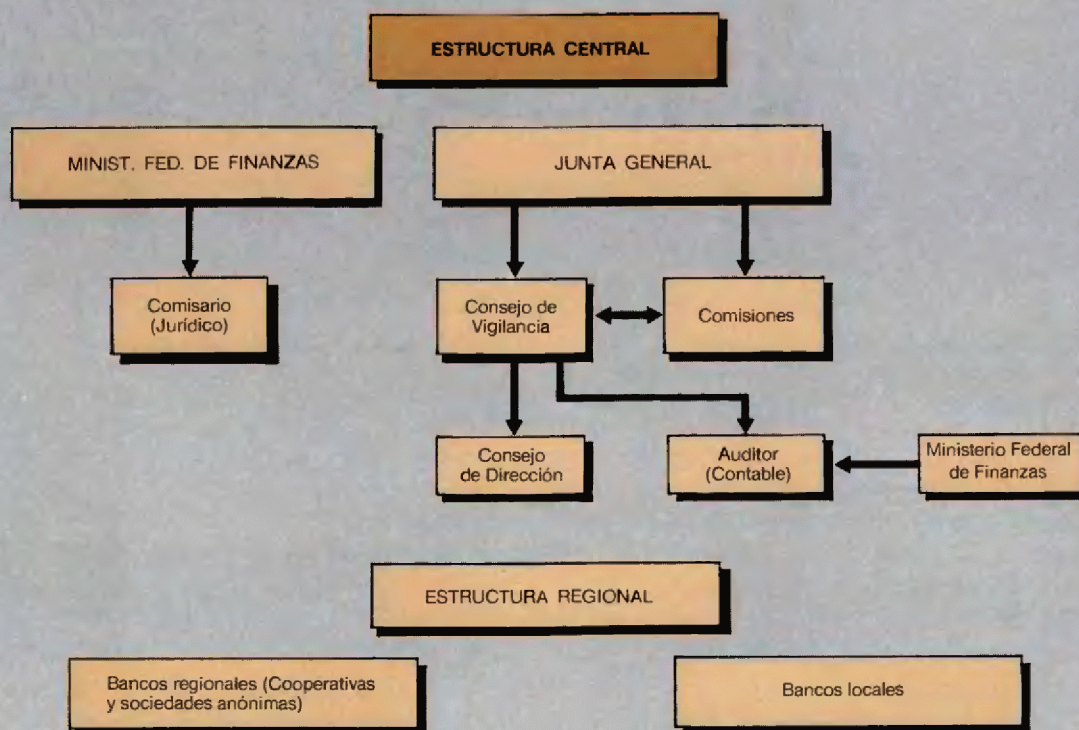 ESTRUCTURA CENTRAL
MINIST. FED. DE FINANZAS
JUNTA GENERAL
Comisario
(Jurídico)
Consejo de
Vigilancia
Comisiones
Consejo
de Dirección
Auditor
(Contable)
Ministerio Federal
de Finanzas
ESTRUCTURA REGIONAL
Bancos regionales (Cooperativas
y sociedades anónimas)
Bancos locales